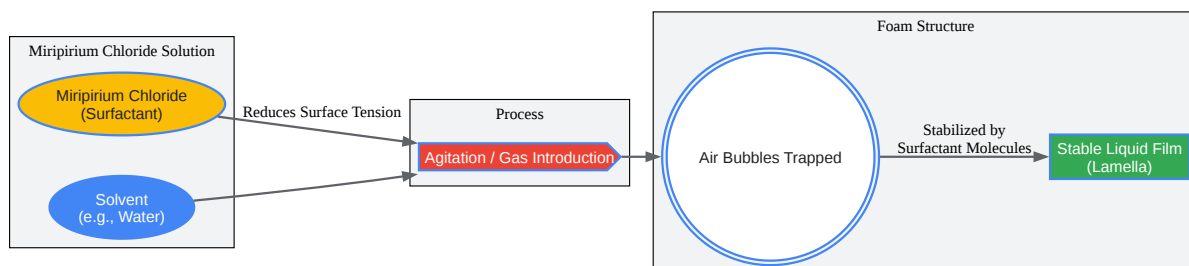 Miripirium Chloride Solution
Miripirium Chloride
(Surfactant)
Solvent
(e.g., Water)
Reduces Surface Tension
Process
Agitation / Gas Introduction
Foam Structure
Air Bubbles Trapped
Stabilized by
Surfactant Molecules
Stable Liquid Film
(Lamella)